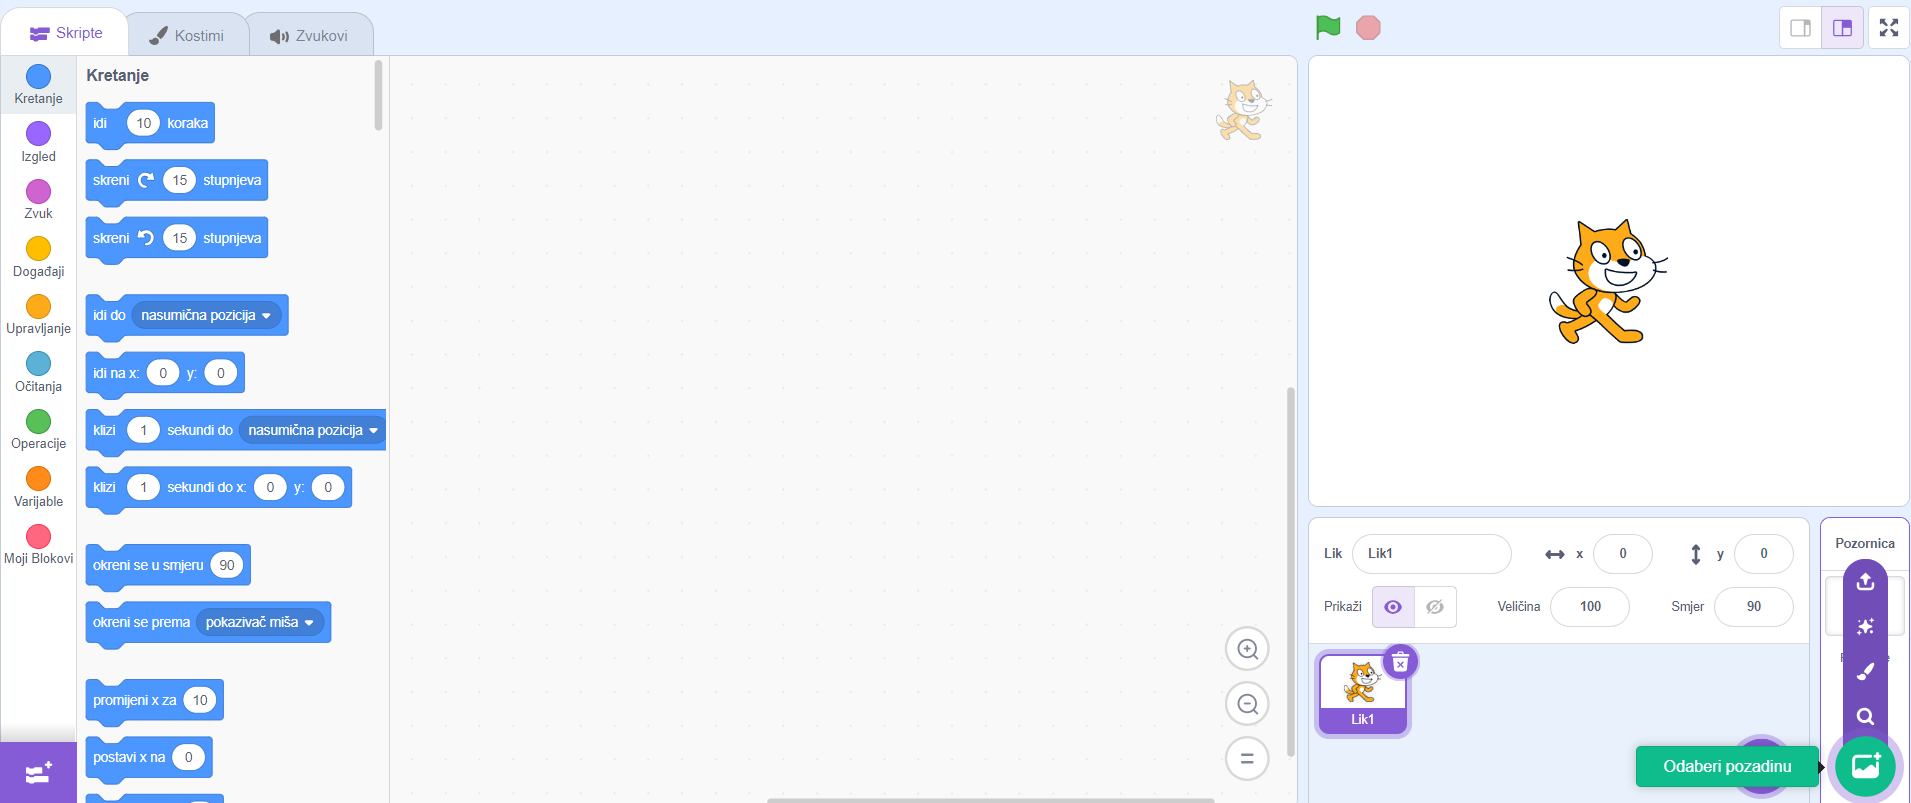 Skripte
Kostimi
Zvukovi
Kretanje
Izgled
Zvuk
Događaji
Upravljanje
Očitanja
Operacije
Varijable
Moji Blokovi
Kretanje
idi 10 koraka
skreni 15 stupnjeva
skreni 15 stupnjeva
idi do nasumična pozicija
idi na x: 0 y: 0
klizi 1 sekundi do nasumična pozicija
klizi 1 sekundi do x: 0 y: 0
okreni se u smjeru 90
okreni se prema pokazivač miša
promijeni x za 10
postavi x na 0
Lik Lik1 x 0 y 0
Prikaži Veličina 100 Smjer 90
Lik1
Pozornica
Odaberi pozadinu